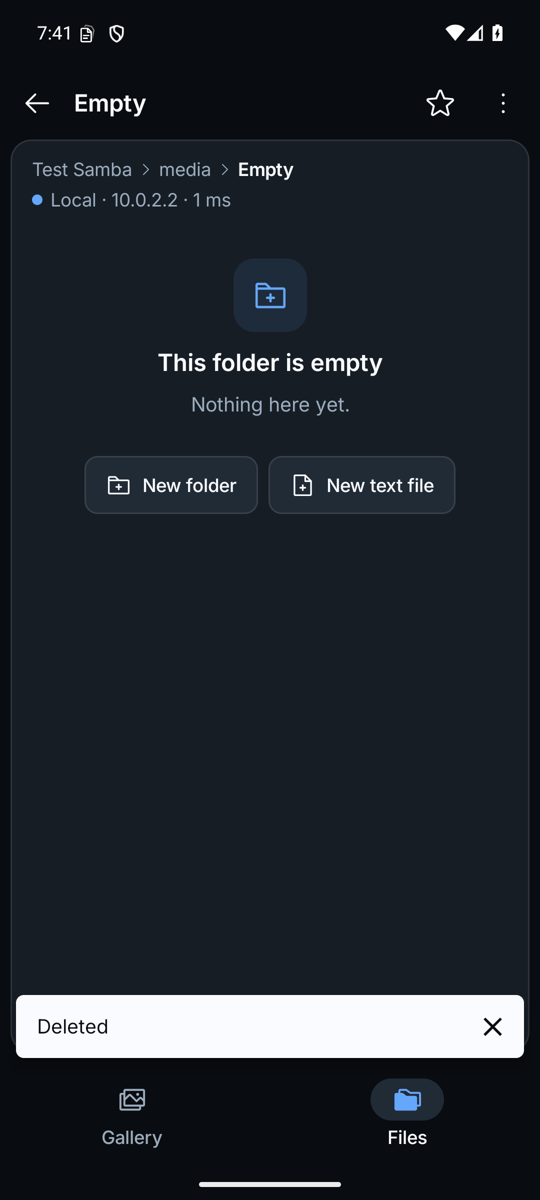 7:41
Empty
Test Samba > media > Empty
Local · 10.0.2.2 · 1 ms
This folder is empty
Nothing here yet.
New folder
New text file
Deleted
Gallery
Files